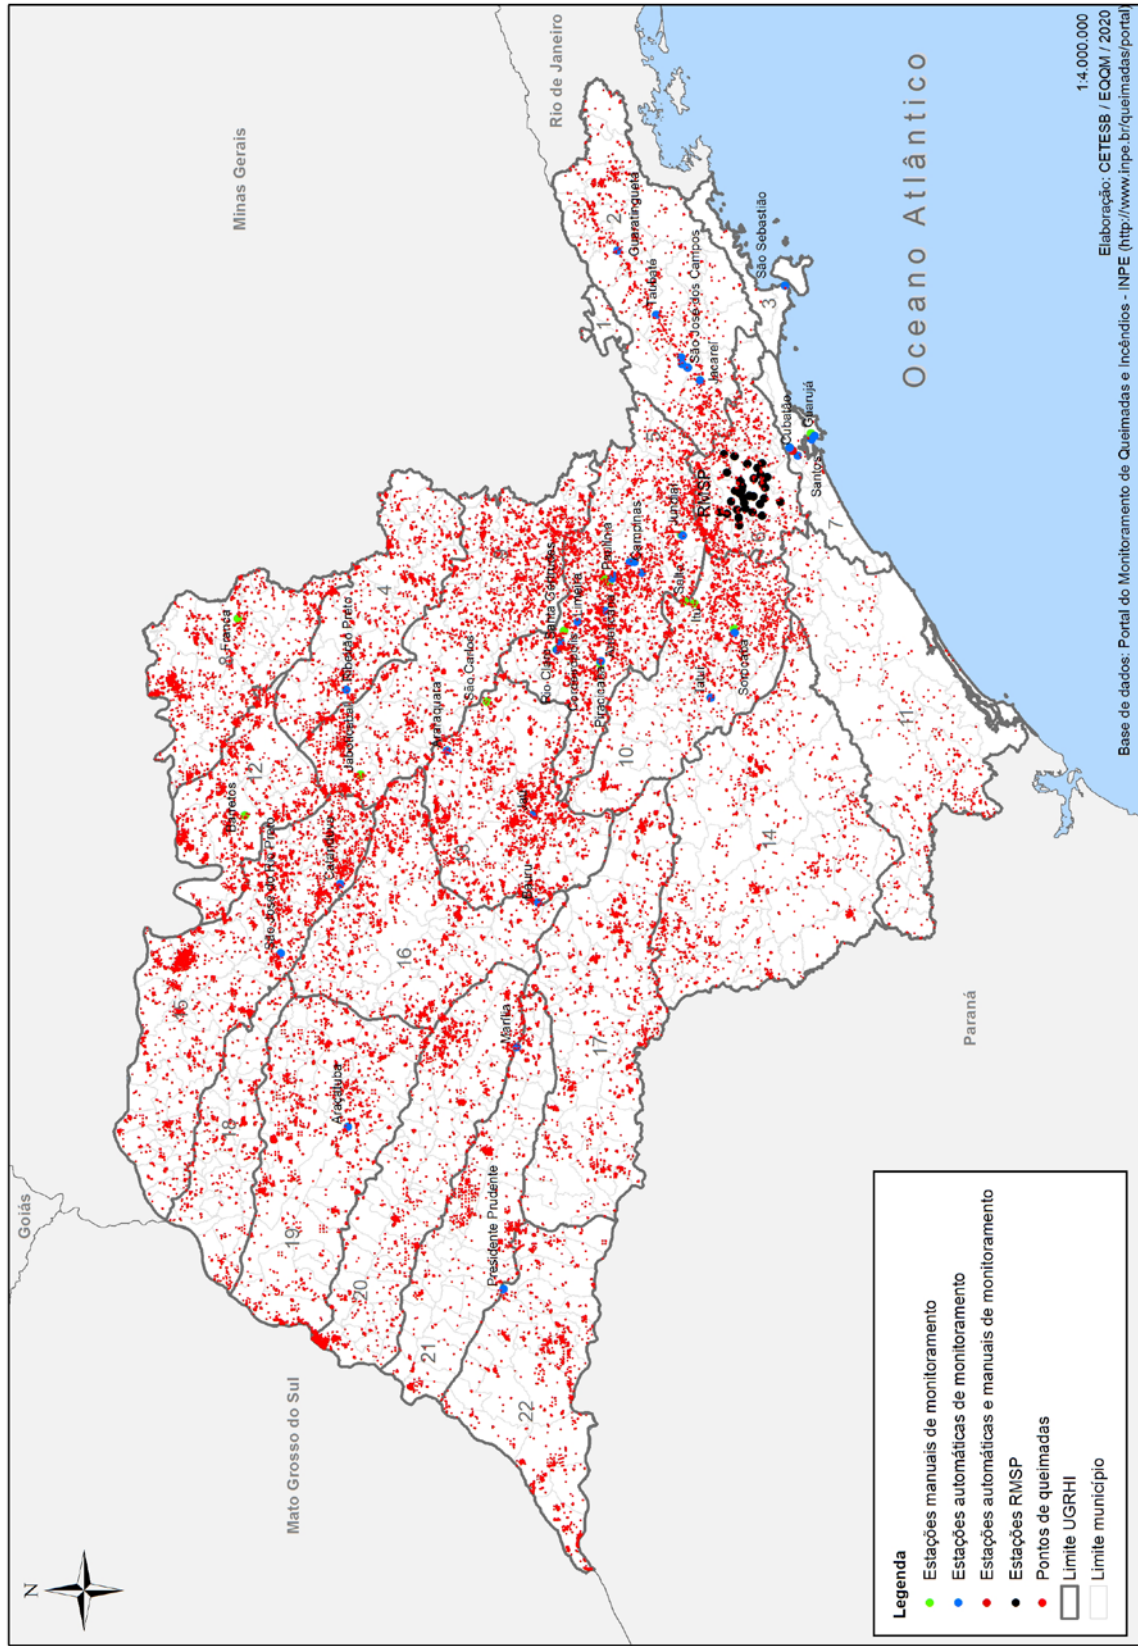 N
Goiás
Minas Gerais
Mato Grosso do Sul
Rio de Janeiro
Paraná
Oceano Atlântico
8
Franca
Barretos
12
15
São José do Rio Preto
Catanduva
Jaboticabal
Ribeirão Preto
4
18
Araçatuba
16
19
Araraquara
São Carlos
9
13
20
Marília
Bauru
Jaú
Rio Claro
Santa Gertrudes
Cordeirópolis
Limeira
Piracicaba
Americana
Paulínia
Campinas
5
1
2
Guaratinguetá
Taubaté
São José dos Campos
Jacareí
21
Presidente Prudente
17
10
Tatuí
Sorocaba
Salto
Itu
Jundiaí
RMSP
6
3
São Sebastião
Cubatão
Guarujá
Santos
7
22
14
11
Legenda
Estações manuais de monitoramento
Estações automáticas de monitoramento
Estações automáticas e manuais de monitoramento
Estações RMSP
Pontos de queimadas
Limite UGRHI
Limite município
1:4.000.000
Elaboração: CETESB / EQQM / 2020
Base de dados: Portal do Monitoramento de Queimadas e Incêndios - INPE (http://www.inpe.br/queimadas/portal)